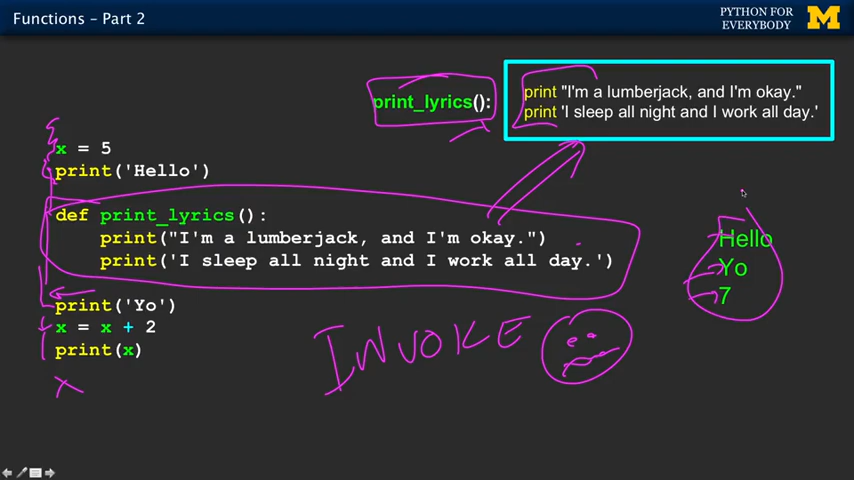 Functions – Part 2
PYTHON FOR
EVERYBODY
M
print_lyrics():
print "I'm a lumberjack, and I'm okay."
print 'I sleep all night and I work all day.'
x = 5
print('Hello')
def print_lyrics():
print("I'm a lumberjack, and I'm okay.")
print('I sleep all night and I work all day.')
print('Yo')
x = x + 2
print(x)
Hello
Yo
7
INVOKE